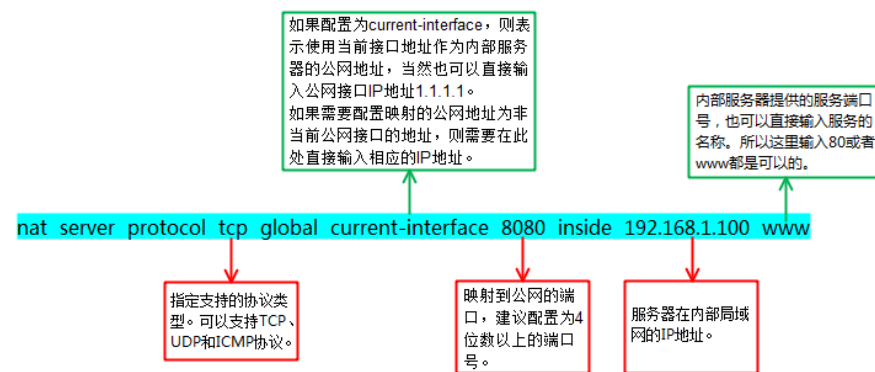 如果配置为current-interface，则表
示使用当前接口地址作为内部服务
器的公网地址，当然也可以直接输
入公网接口IP地址1.1.1.1。
如果需要配置映射的公网地址为非
当前公网接口的地址，则需要在此
处直接输入相应的IP地址。
内部服务器提供的服务端口
号，也可以直接输入服务的
名称。所以这里输入80或者
www都是可以的。
nat server protocol tcp global current-interface 8080 inside 192.168.1.100 www
指定支持的协议类
型。可以支持TCP、
UDP和ICMP协议。
映射到公网的端
口，建议配置为4
位数以上的端口
号。
服务器在内部局域
网的IP地址。